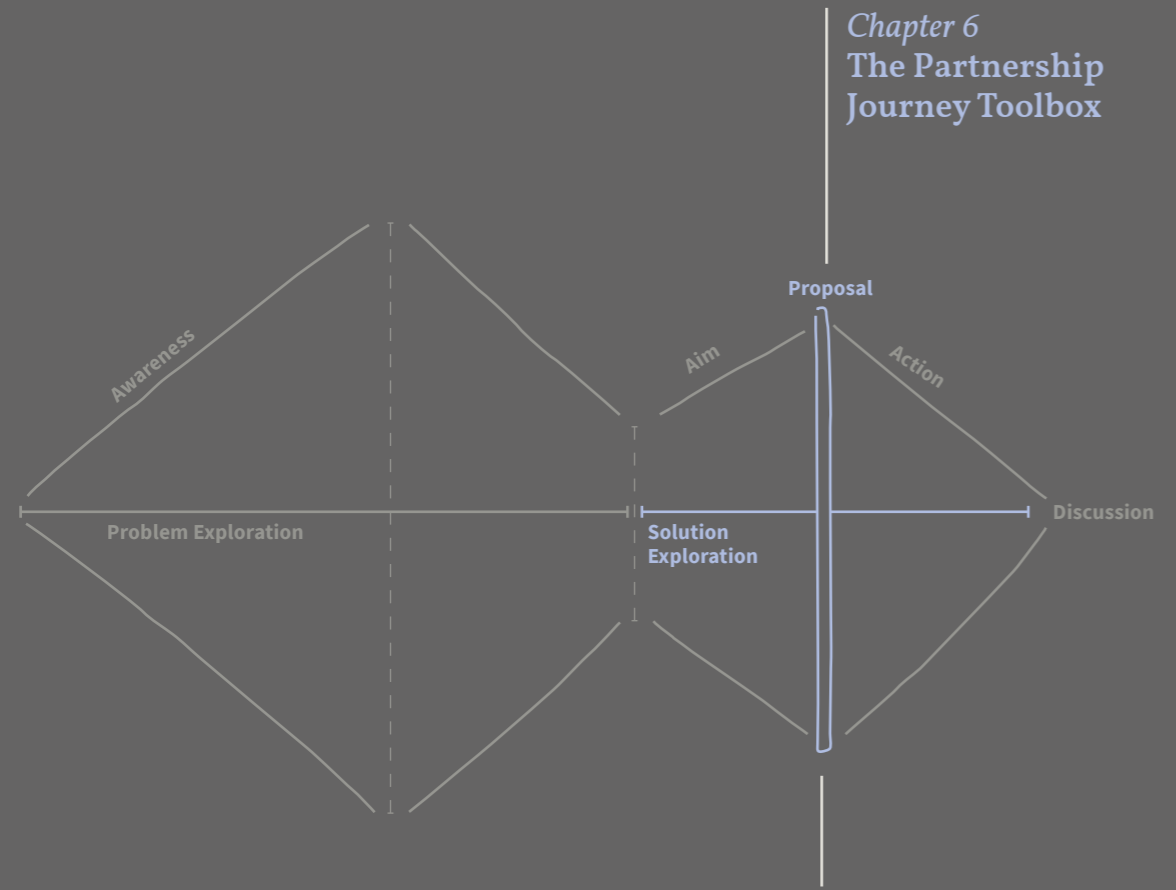 Chapter 6
The Partnership
Journey Toolbox
Proposal
Awareness
Aim
Action
Problem Exploration
Solution
Exploration
Discussion